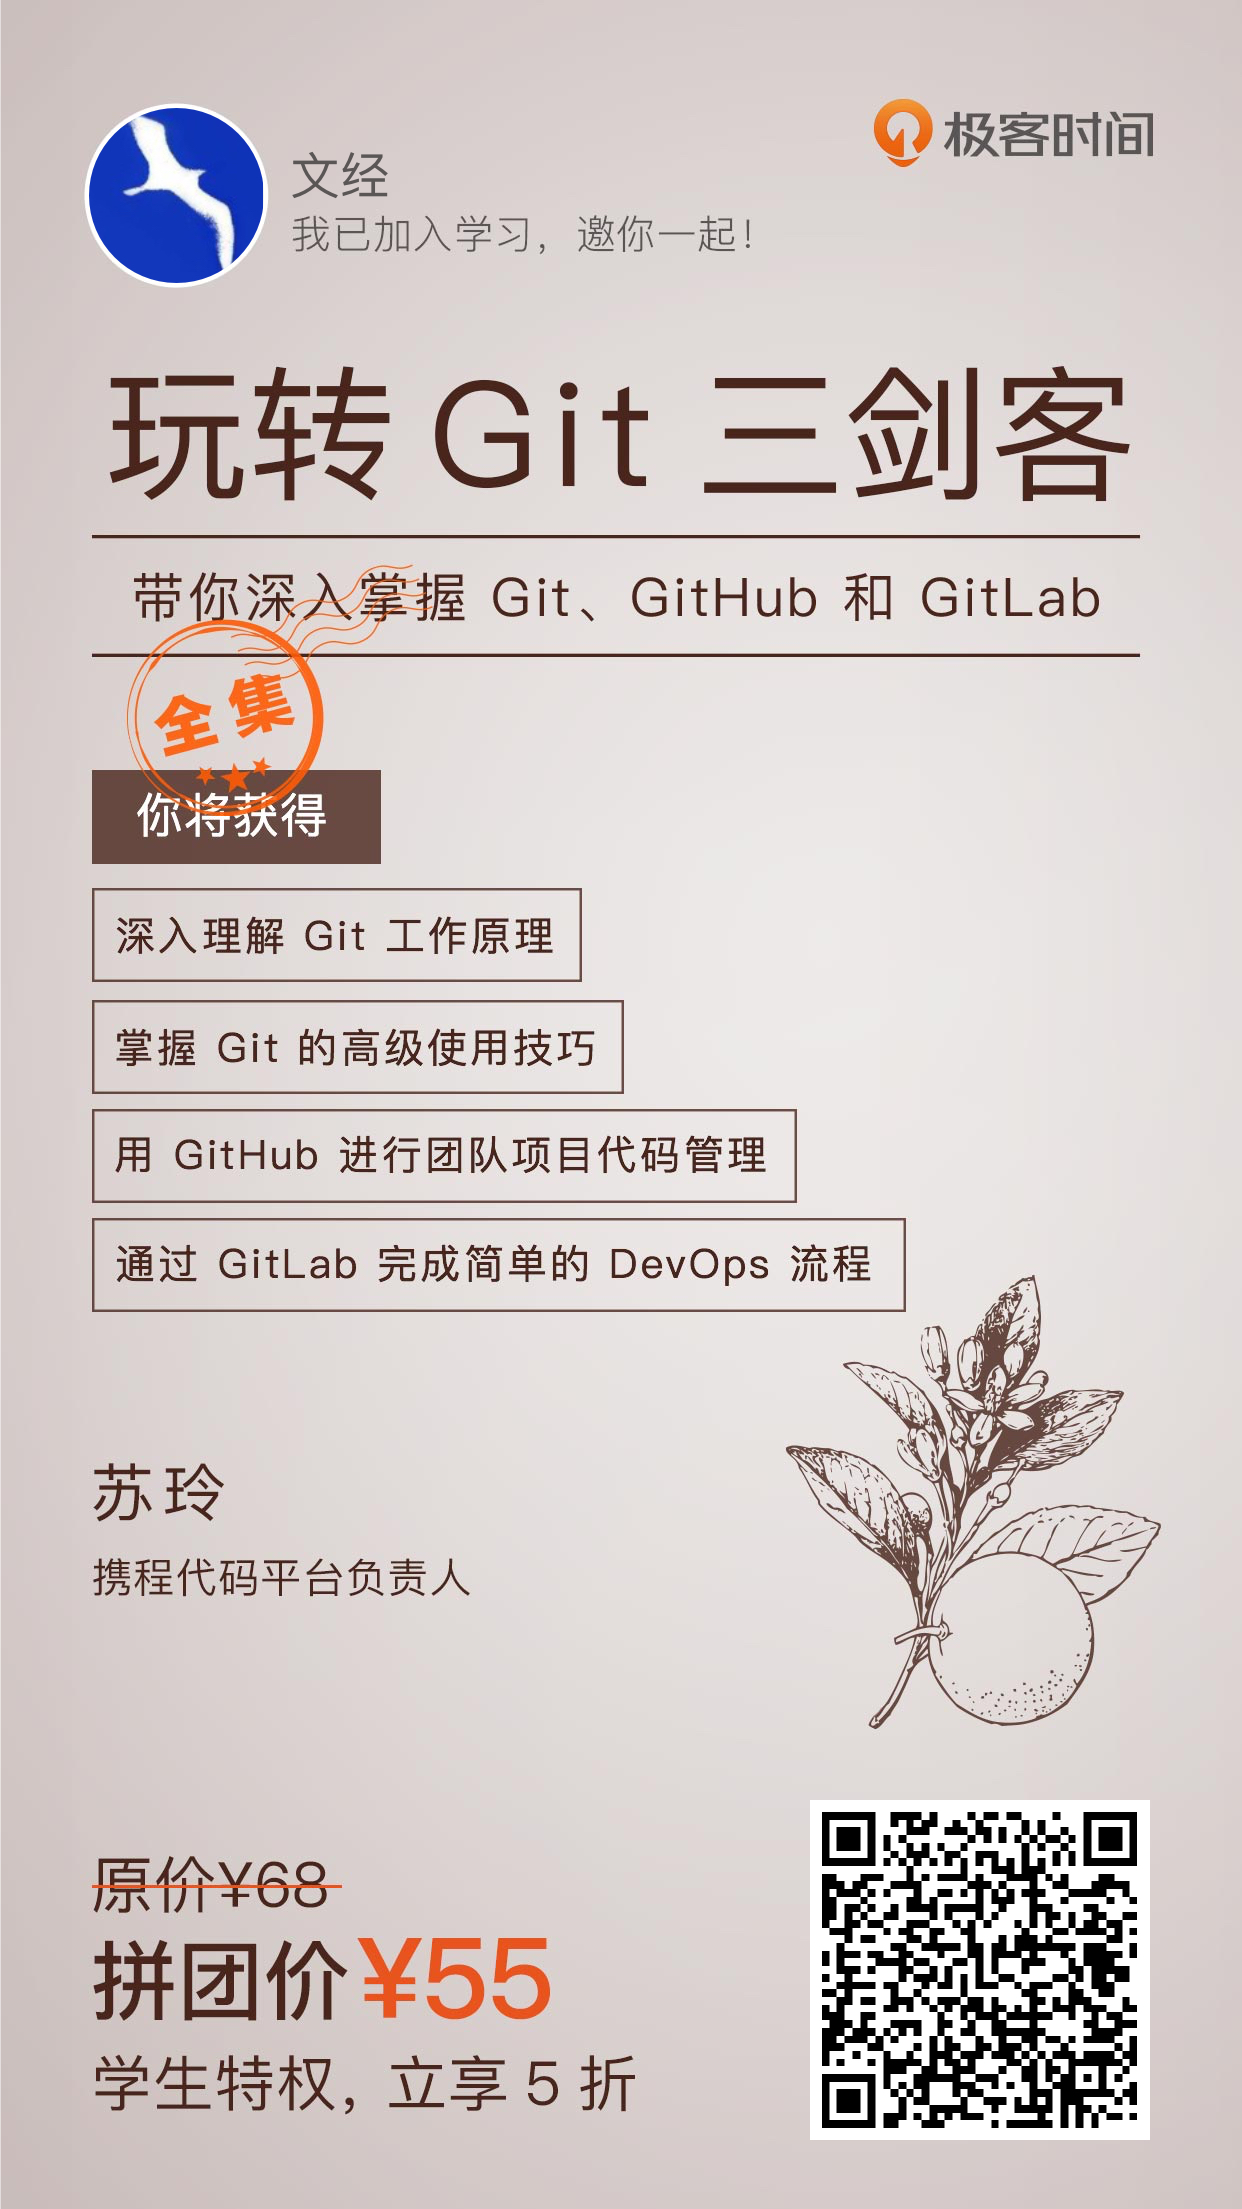 极客时间
文经
我已加入学习，邀你一起！
玩转 Git 三剑客
带你深入掌握 Git、GitHub 和 GitLab
全集
你将获得
深入理解 Git 工作原理
掌握 Git 的高级使用技巧
用 GitHub 进行团队项目代码管理
通过 GitLab 完成简单的 DevOps 流程
苏玲
携程代码平台负责人
原价¥68
拼团价¥55
学生特权，立享 5 折